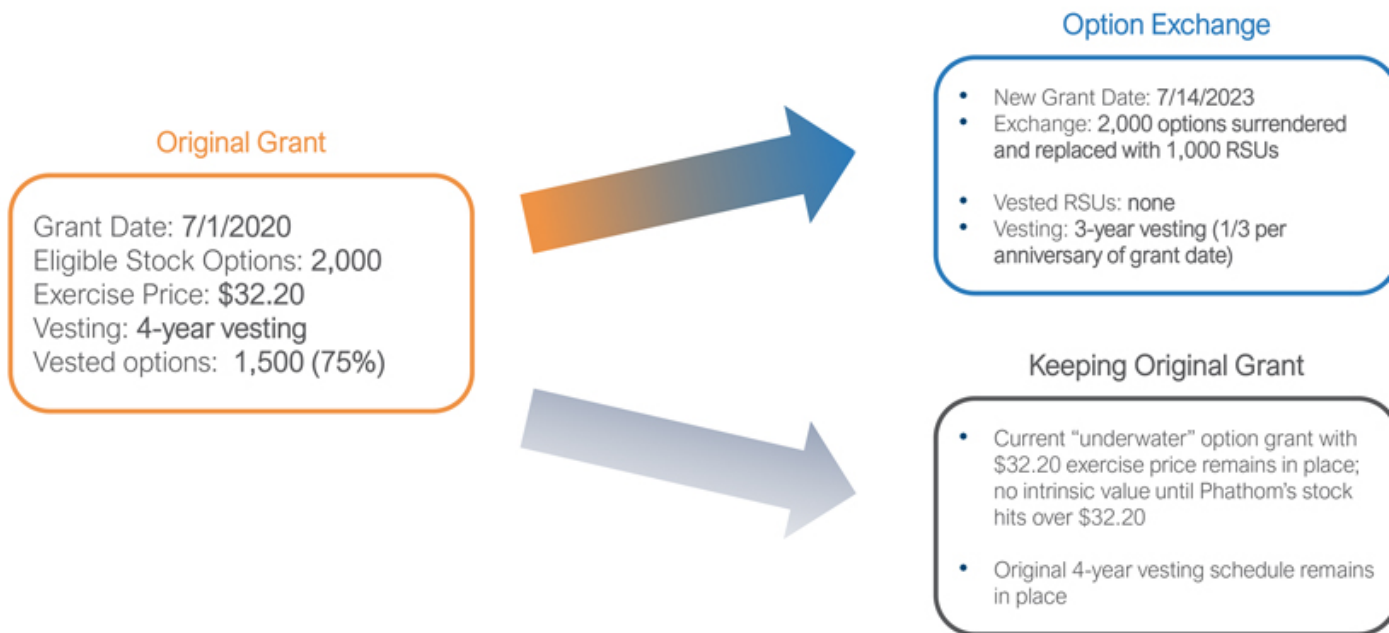 Original Grant
Grant Date: 7/1/2020
Eligible Stock Options: 2,000
Exercise Price: $32.20
Vesting: 4-year vesting
Vested options: 1,500 (75%)
Option Exchange
• New Grant Date: 7/14/2023
• Exchange: 2,000 options surrendered
and replaced with 1,000 RSUs
• Vested RSUs: none
• Vesting: 3-year vesting (1/3 per
anniversary of grant date)
Keeping Original Grant
• Current “underwater” option grant with
$32.20 exercise price remains in place;
no intrinsic value until Phathom’s stock
hits over $32.20
• Original 4-year vesting schedule remains
in place